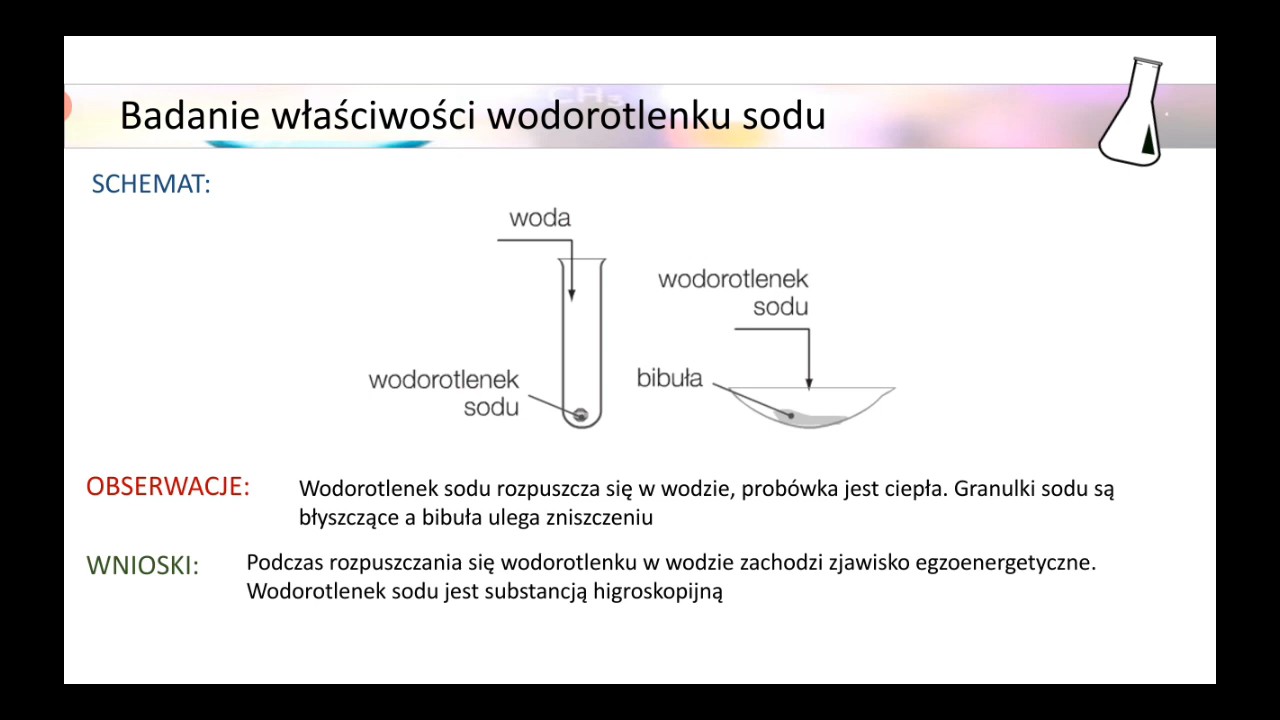 Badanie właściwości wodorotlenku sodu
SCHEMAT:
woda
wodorotlenek
sodu
wodorotlenek
sodu
bibuła
OBSERWACJE:
Wodorotlenek sodu rozpuszcza się w wodzie, probówka jest ciepła. Granulki sodu są
błyszczące a bibuła ulega zniszczeniu
WNIOSKI:
Podczas rozpuszczania się wodorotlenku w wodzie zachodzi zjawisko egzoenergetyczne.
Wodorotlenek sodu jest substancją higroskopijną